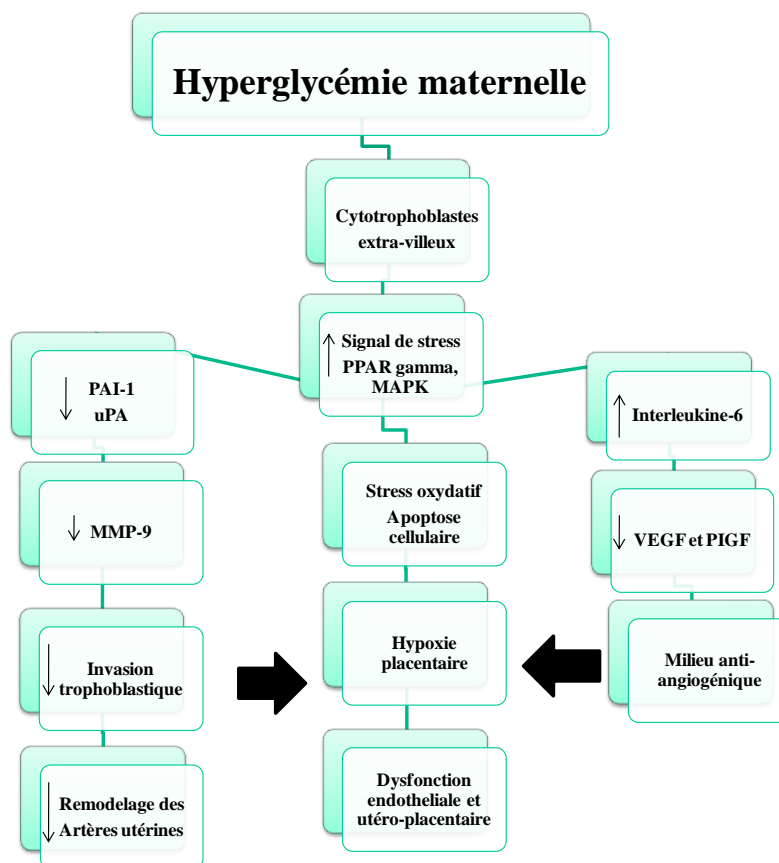 Hyperglycémie maternelle
Cytotrophoblastes
extra-villeux
Signal de stress
PPAR gamma,
MAPK
PAI-1
uPA
MMP-9
Invasion
trophoblastique
Remodelage des
Artères utérines
Stress oxydatif
Apoptose
cellulaire
Hypoxie
placentaire
Dysfonction
endotheliale et
utéro-placentaire
Interleukine-6
VEGF et PIGF
Milieu anti-
angiogénique